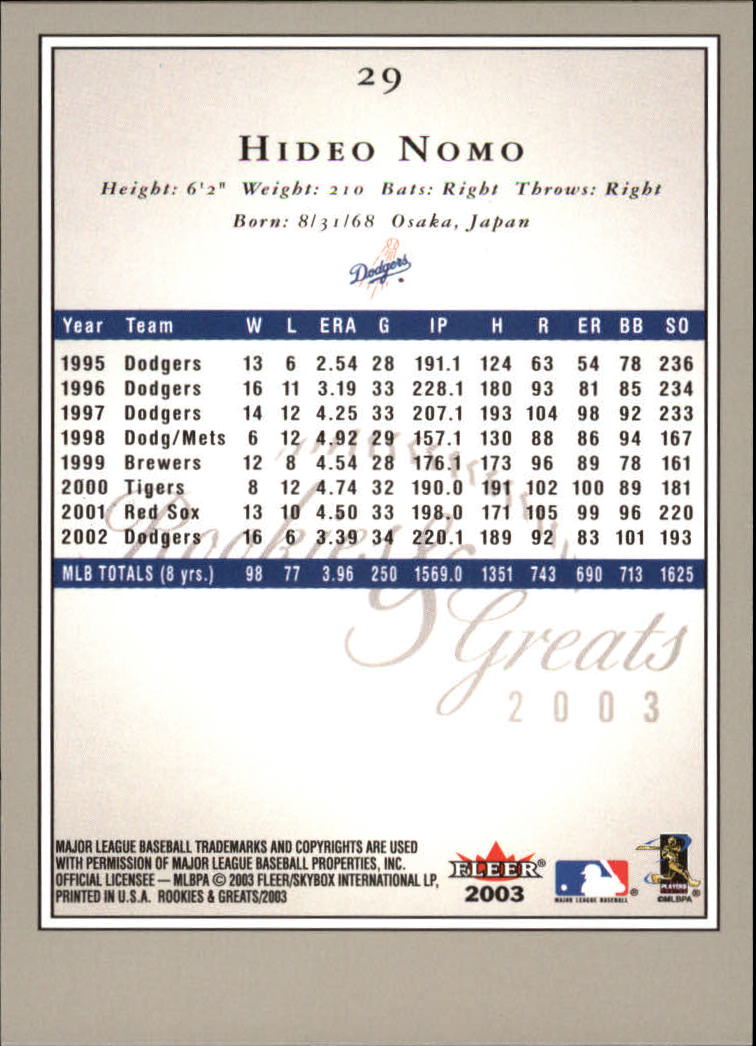 29
HIDEO NOMO
Height: 6'2" Weight: 210 Bats: Right Throws: Right
Born: 8/31/68 Osaka, Japan
Dodgers
Year Team W L ERA G IP H R ER BB SO
1995 Dodgers 13 6 2.54 28 191.1 124 63 54 78 236
1996 Dodgers 16 11 3.19 33 228.1 180 93 81 85 234
1997 Dodgers 14 12 4.25 33 207.1 193 104 98 92 233
1998 Dodg/Mets 6 12 4.92 29 157.1 130 88 86 94 167
1999 Brewers 12 8 4.54 28 176.1 173 96 89 78 161
2000 Tigers 8 12 4.74 32 190.0 191 102 100 89 181
2001 Red Sox 13 10 4.50 33 198.0 171 105 99 96 220
2002 Dodgers 16 6 3.39 34 220.1 189 92 83 101 193
MLB TOTALS (8 yrs.) 98 77 3.96 250 1569.0 1351 743 690 713 1625
Rookies &
Greats
2003
MAJOR LEAGUE BASEBALL TRADEMARKS AND COPYRIGHTS ARE USED
WITH PERMISSION OF MAJOR LEAGUE BASEBALL PROPERTIES, INC.
OFFICIAL LICENSEE — MLBPA © 2003 FLEER/SKYBOX INTERNATIONAL LP,
PRINTED IN U.S.A. ROOKIES & GREATS/2003
FLEER®
2003
MAJOR LEAGUE BASEBALL ®
PLAYERS ®
©MLBPA